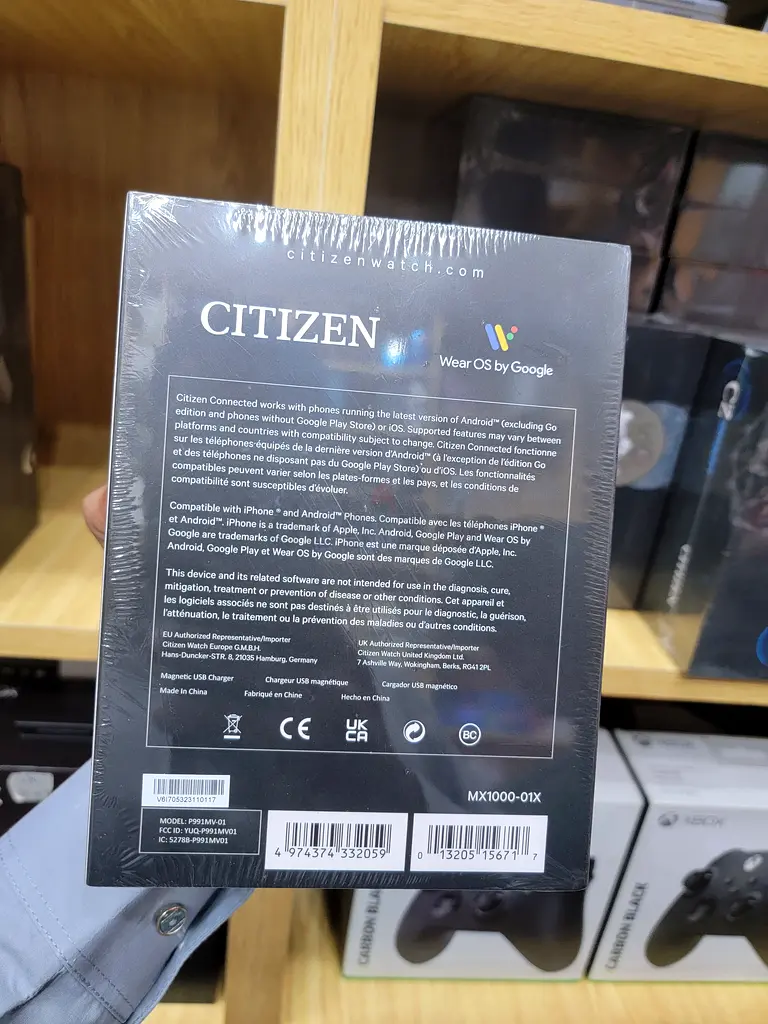 citizenwatch.com
CITIZEN
Wear OS by Google
Citizen Connected works with phones running the latest version of Android™ (excluding Go
edition and phones without Google Play Store) or iOS. Supported features may vary between
platforms and countries with compatibility subject to change. Citizen Connected fonctionne
sur les téléphones équipés de la dernière version d'Android™ (à l'exception de l'édition Go
et des téléphones ne disposant pas du Google Play Store) ou d'iOS. Les fonctionnalités
compatibles peuvent varier selon les plates-formes et les pays, et les conditions de
compatibilité sont susceptibles d'évoluer.
Compatible with iPhone® and Android™ Phones. Compatible avec les téléphones iPhone®
et Android™. iPhone is a trademark of Apple, Inc. Android, Google Play and Wear OS by
Google are trademarks of Google LLC. iPhone est une marque déposée d'Apple, Inc.
Android, Google Play et Wear OS by Google sont des marques de Google LLC.
This device and its related software are not intended for use in the diagnosis, cure,
mitigation, treatment or prevention of disease or other conditions. Cet appareil et
les logiciels associés ne sont pas destinés à être utilisés pour le diagnostic, la guérison,
l'atténuation, le traitement ou la prévention des maladies ou d'autres conditions.
EU Authorized Representative/Importer
Citizen Watch Europe G.M.B.H.
Hans-Duncker-STR. 8, 21035 Hamburg, Germany
UK Authorized Representative/Importer
Citizen Watch United Kingdom Ltd.
7 Ashville Way, Wokingham, Berks, RG41 2PL
Magnetic USB Charger Chargeur USB magnétique Cargador USB magnético
Made In China Fabriqué en Chine Hecho en China
CE UK CA BC
MX1000-01X
V6I705323110117
MODEL: P991MV-01
FCC ID: YUQ-P991MV01
IC: 5278B-P991MV01
4 974374 332059
0 13205 15671 7
XBOX
CARBON BLA
CARBON BLACK